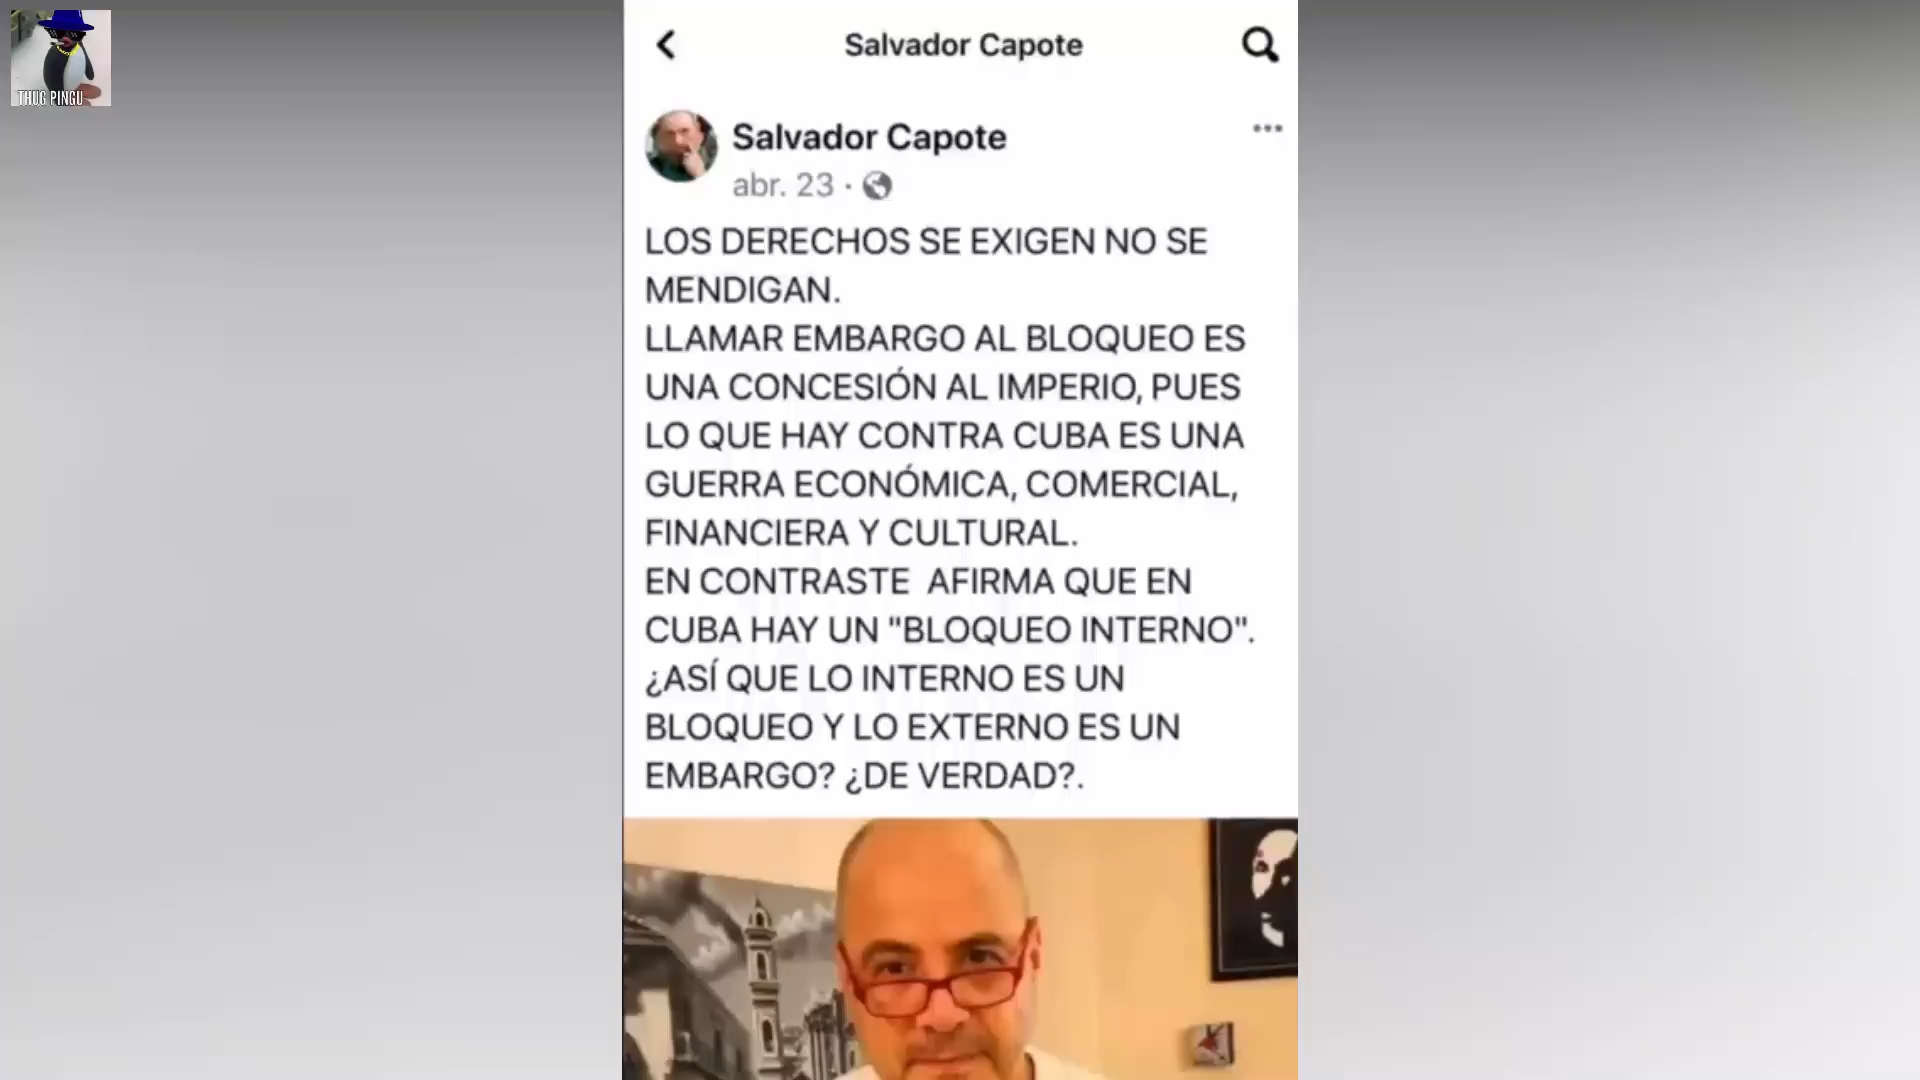 THUG PINGU
Salvador Capote
Salvador Capote
abr. 23 ·
LOS DERECHOS SE EXIGEN NO SE
MENDIGAN.
LLAMAR EMBARGO AL BLOQUEO ES
UNA CONCESIÓN AL IMPERIO, PUES
LO QUE HAY CONTRA CUBA ES UNA
GUERRA ECONÓMICA, COMERCIAL,
FINANCIERA Y CULTURAL.
EN CONTRASTE  AFIRMA QUE EN
CUBA HAY UN "BLOQUEO INTERNO".
¿ASÍ QUE LO INTERNO ES UN
BLOQUEO Y LO EXTERNO ES UN
EMBARGO? ¿DE VERDAD?.